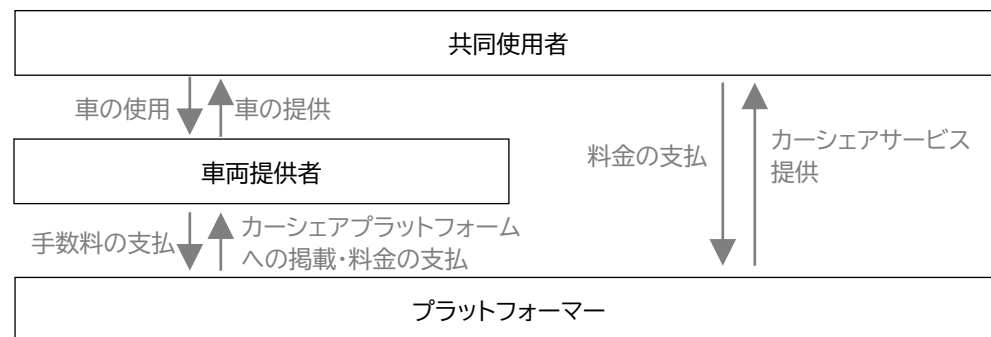 共同使用者
車の使用
車の提供
料金の支払
カーシェアサービス
提供
車両提供者
手数料の支払
カーシェアプラットフォーム
への掲載・料金の支払
プラットフォーマー